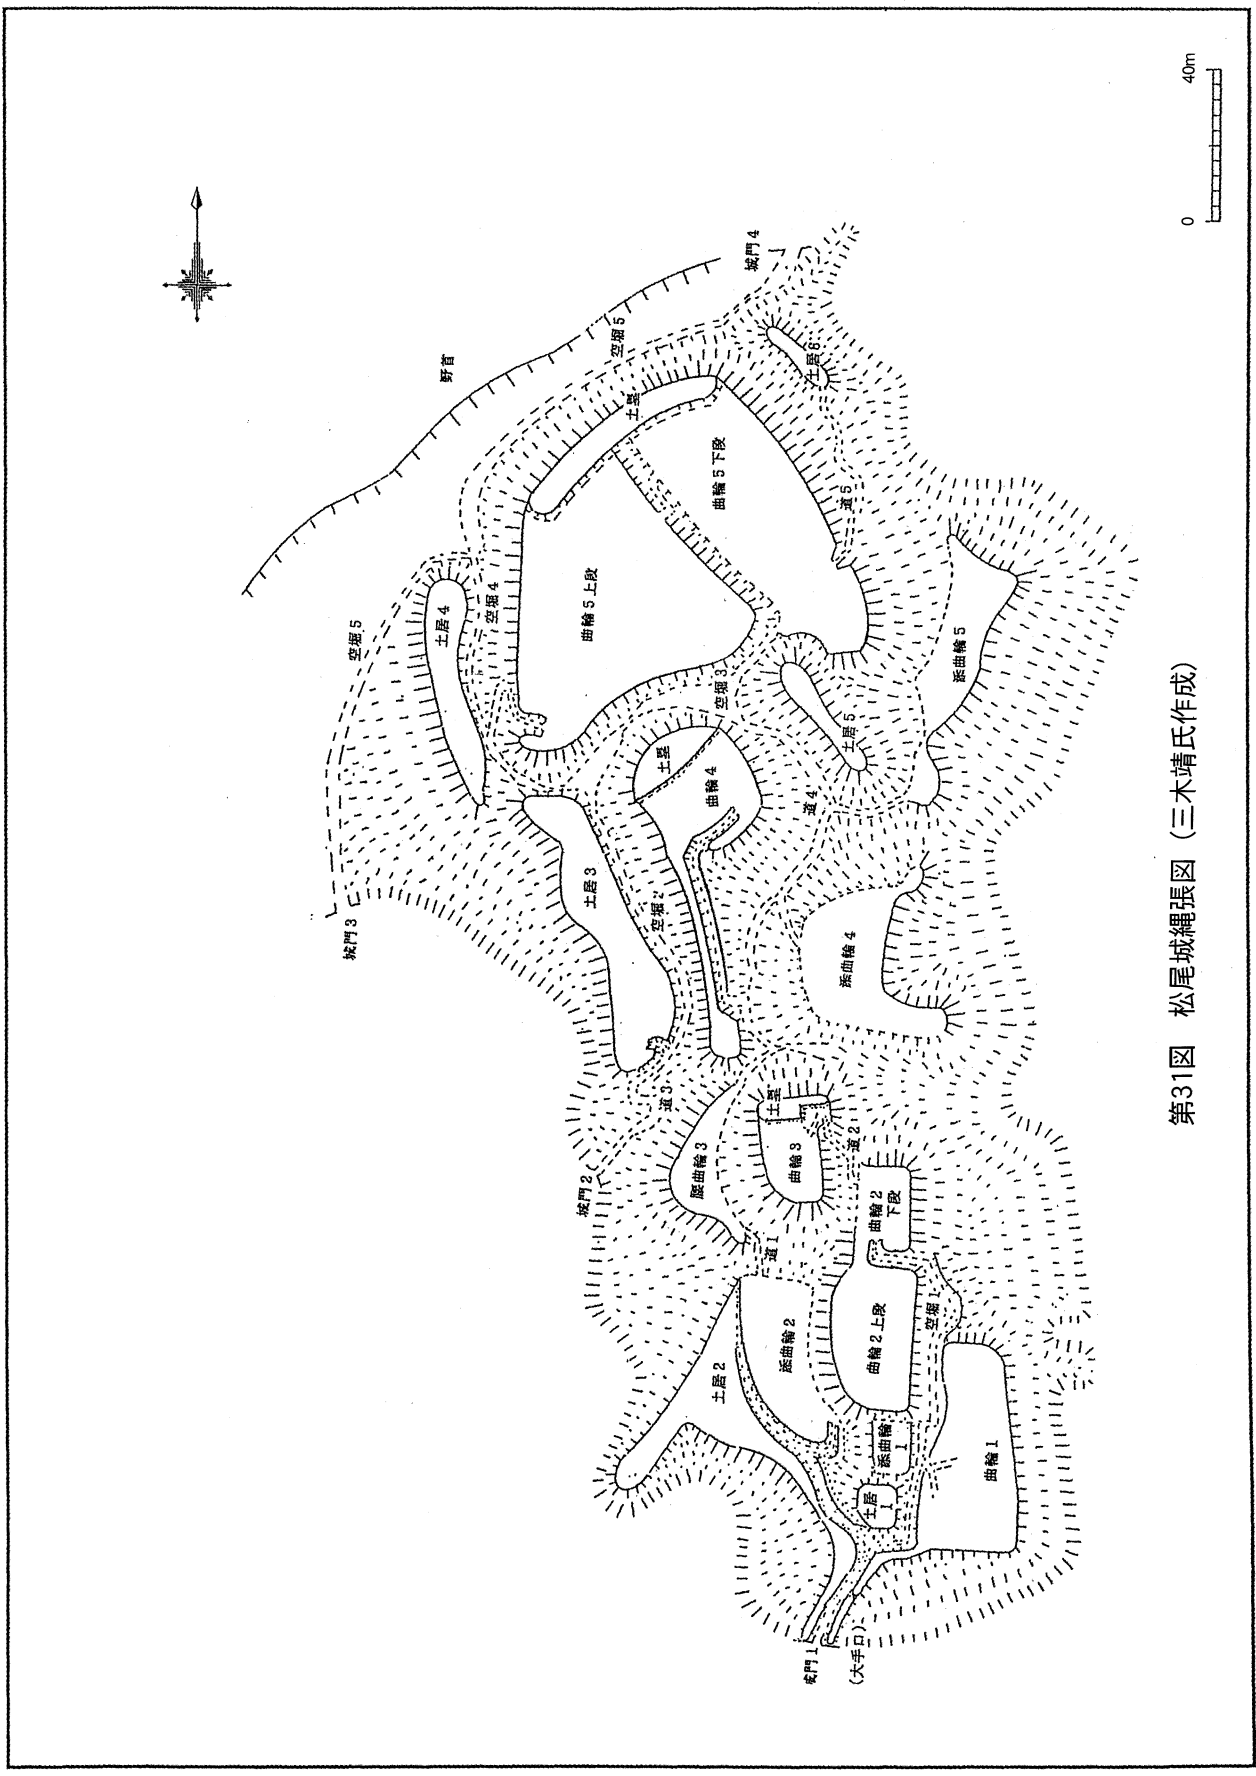 野首
空堀5
城門4
土塁
土居6
曲輪5下段
道5
空堀4
土居4
空堀5
曲輪5上段
添曲輪5
空堀3
土居5
土塁
曲輪4
道4
土居3
空堀2
城門3
添曲輪4
道3
城門2
腰曲輪3
土塁
曲輪3
道2
曲輪2
下段
道1
空堀1
土居2
添曲輪2
曲輪2上段
添曲輪
1
土居
1
曲輪1
城門1
(大手口)
0
40m
第31図 松尾城縄張図(三木靖氏作成)